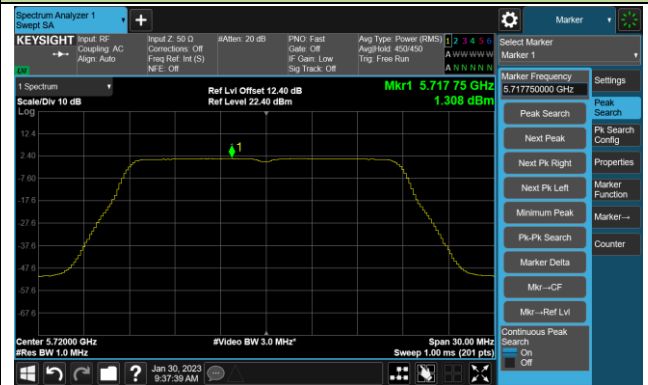 Spectrum Analyzer 1
Swept SA
+
Marker
KEYSIGHT
Input: RF
Coupling: AC
Align: Auto
Input Z: 50 Ω
Corrections: Off
Freq Ref: Int (S)
NFE: Off
#Atten: 20 dB
PNO: Fast
Gate: Off
IF Gain: Low
Sig Track: Off
Avg Type: Power (RMS)
Avg|Hold: 450/450
Trig: Free Run
1 2 3 4 5 6
A W W W W W
A N N N N N
LW
Select Marker
Marker 1
1 Spectrum
Scale/Div 10 dB
Log
Ref Lvl Offset 12.40 dB
Ref Level 22.40 dBm
Mkr1 5.717 75 GHz
1.308 dBm
1
12.4
2.40
-7.60
-17.6
-27.6
-37.6
-47.6
-57.6
-67.6
Center 5.72000 GHz
#Res BW 1.0 MHz
#Video BW 3.0 MHz*
Span 30.00 MHz
Sweep 1.00 ms (201 pts)
Marker Frequency
5.717750000 GHz
Peak Search
Next Peak
Next Pk Right
Next Pk Left
Minimum Peak
Pk-Pk Search
Marker Delta
Mkr→CF
Mkr→Ref Lvl
Continuous Peak
Search
On
Off
Settings
Peak
Search
Pk Search
Config
Properties
Marker
Function
Marker→
Counter
?
Jan 30, 2023
9:37:39 AM